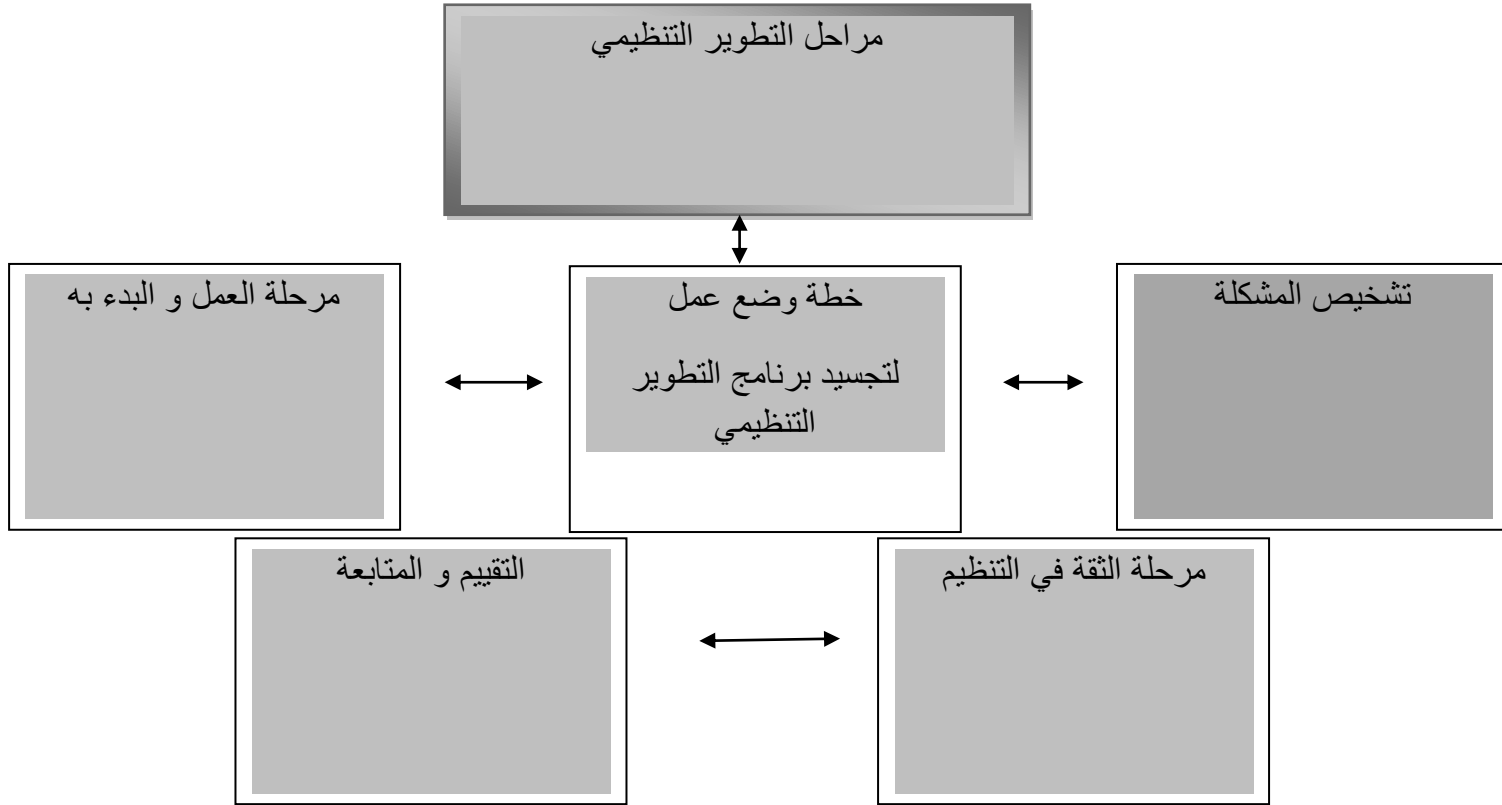 مراحل التطوير التنظيمي
تشخيص المشكلة
خطة وضع عمل
لتجسيد برنامج التطوير
التنظيمي
مرحلة العمل و البدء به
مرحلة الثقة في التنظيم
التقييم و المتابعة